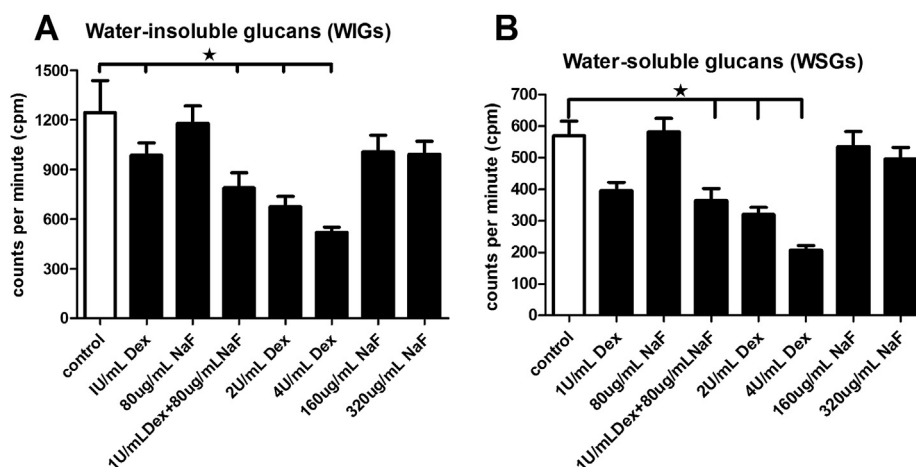 A
Water-insoluble glucans (WIGs)
counts per minute (cpm)
1500
1200
900
600
300
0
control
IU/mL Dex
80ug/mL NaF
1U/mLDex+80ug/mLNaF
2U/mL Dex
4U/mL Dex
160ug/mL NaF
320ug/mL NaF
B
Water-soluble glucans (WSGs)
counts per minute (cpm)
700
600
500
400
300
200
100
0
control
1U/mL Dex
80ug/mL NaF
1U/mLDex+80ug/mLNaF
2U/mL Dex
4U/mL Dex
160ug/mL NaF
320ug/mL NaF